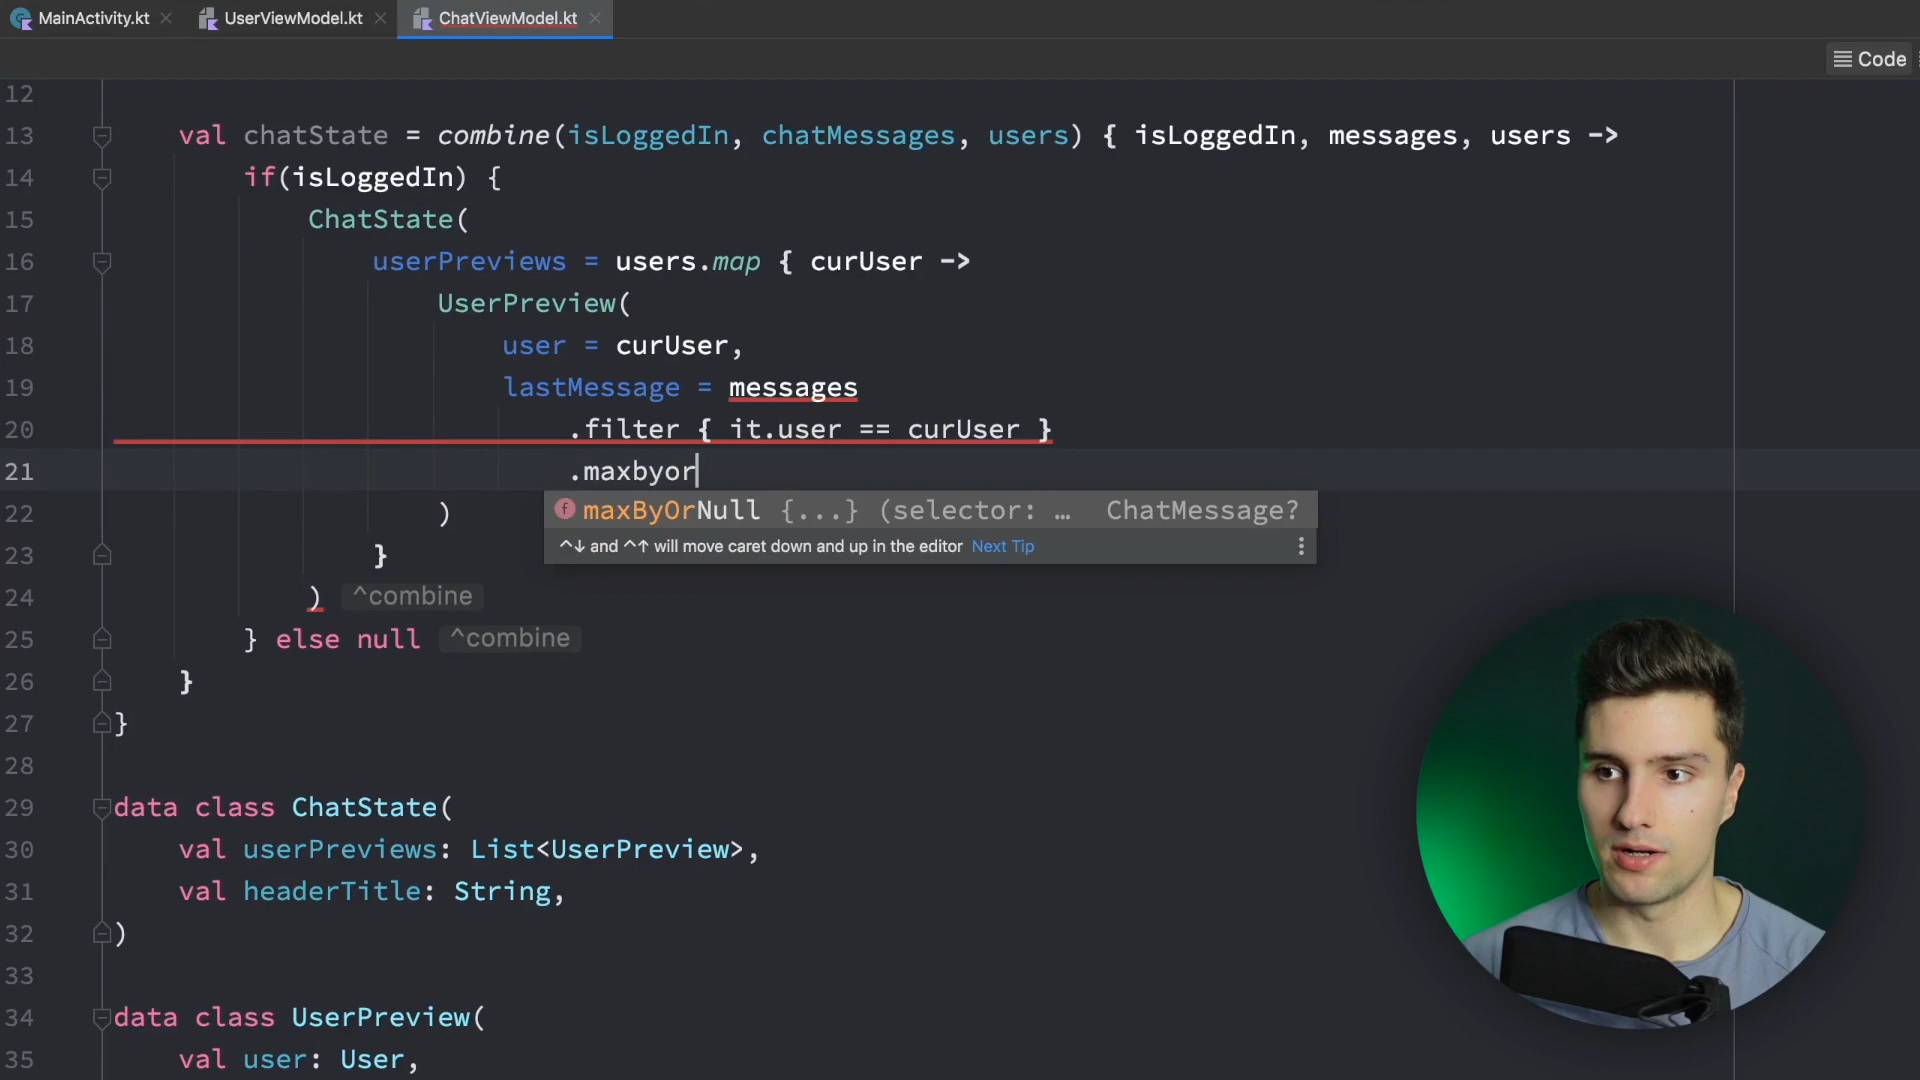 MainActivity.kt
UserViewModel.kt
ChatViewModel.kt
Code
12
13 val chatState = combine(isLoggedIn, chatMessages, users) { isLoggedIn, messages, users ->
14 if(isLoggedIn) {
15 ChatState(
16 userPreviews = users.map { curUser ->
17 UserPreview(
18 user = curUser,
19 lastMessage = messages
20 .filter { it.user == curUser }
21 .maxbyor
maxByOrNull {...} (selector: … ChatMessage?
^↓ and ^↑ will move caret down and up in the editor Next Tip
22 )
23 }
24 ) ^combine
25 } else null ^combine
26 }
27 }
28
29 data class ChatState(
30 val userPreviews: List<UserPreview>,
31 val headerTitle: String,
32 )
33
34 data class UserPreview(
35 val user: User,